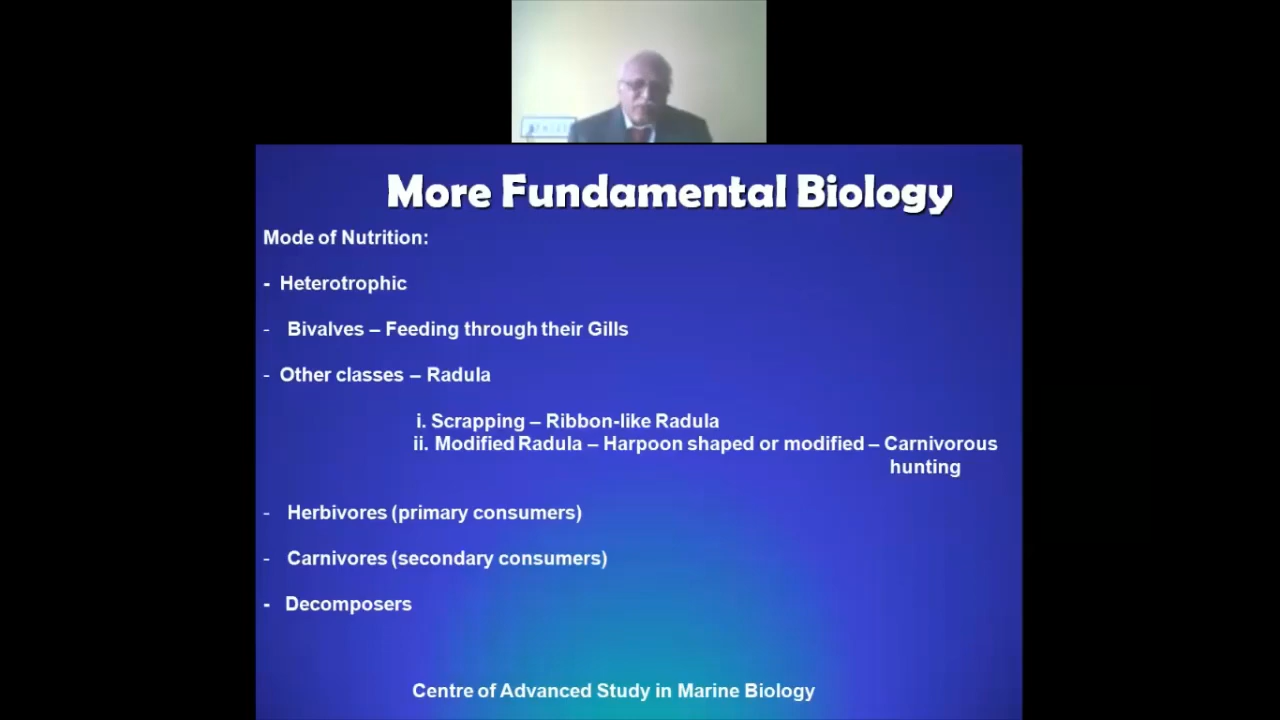 More Fundamental Biology
Mode of Nutrition:
- Heterotrophic
- Bivalves – Feeding through their Gills
- Other classes – Radula
i. Scrapping – Ribbon-like Radula
ii. Modified Radula – Harpoon shaped or modified – Carnivorous
hunting
- Herbivores (primary consumers)
- Carnivores (secondary consumers)
- Decomposers
Centre of Advanced Study in Marine Biology